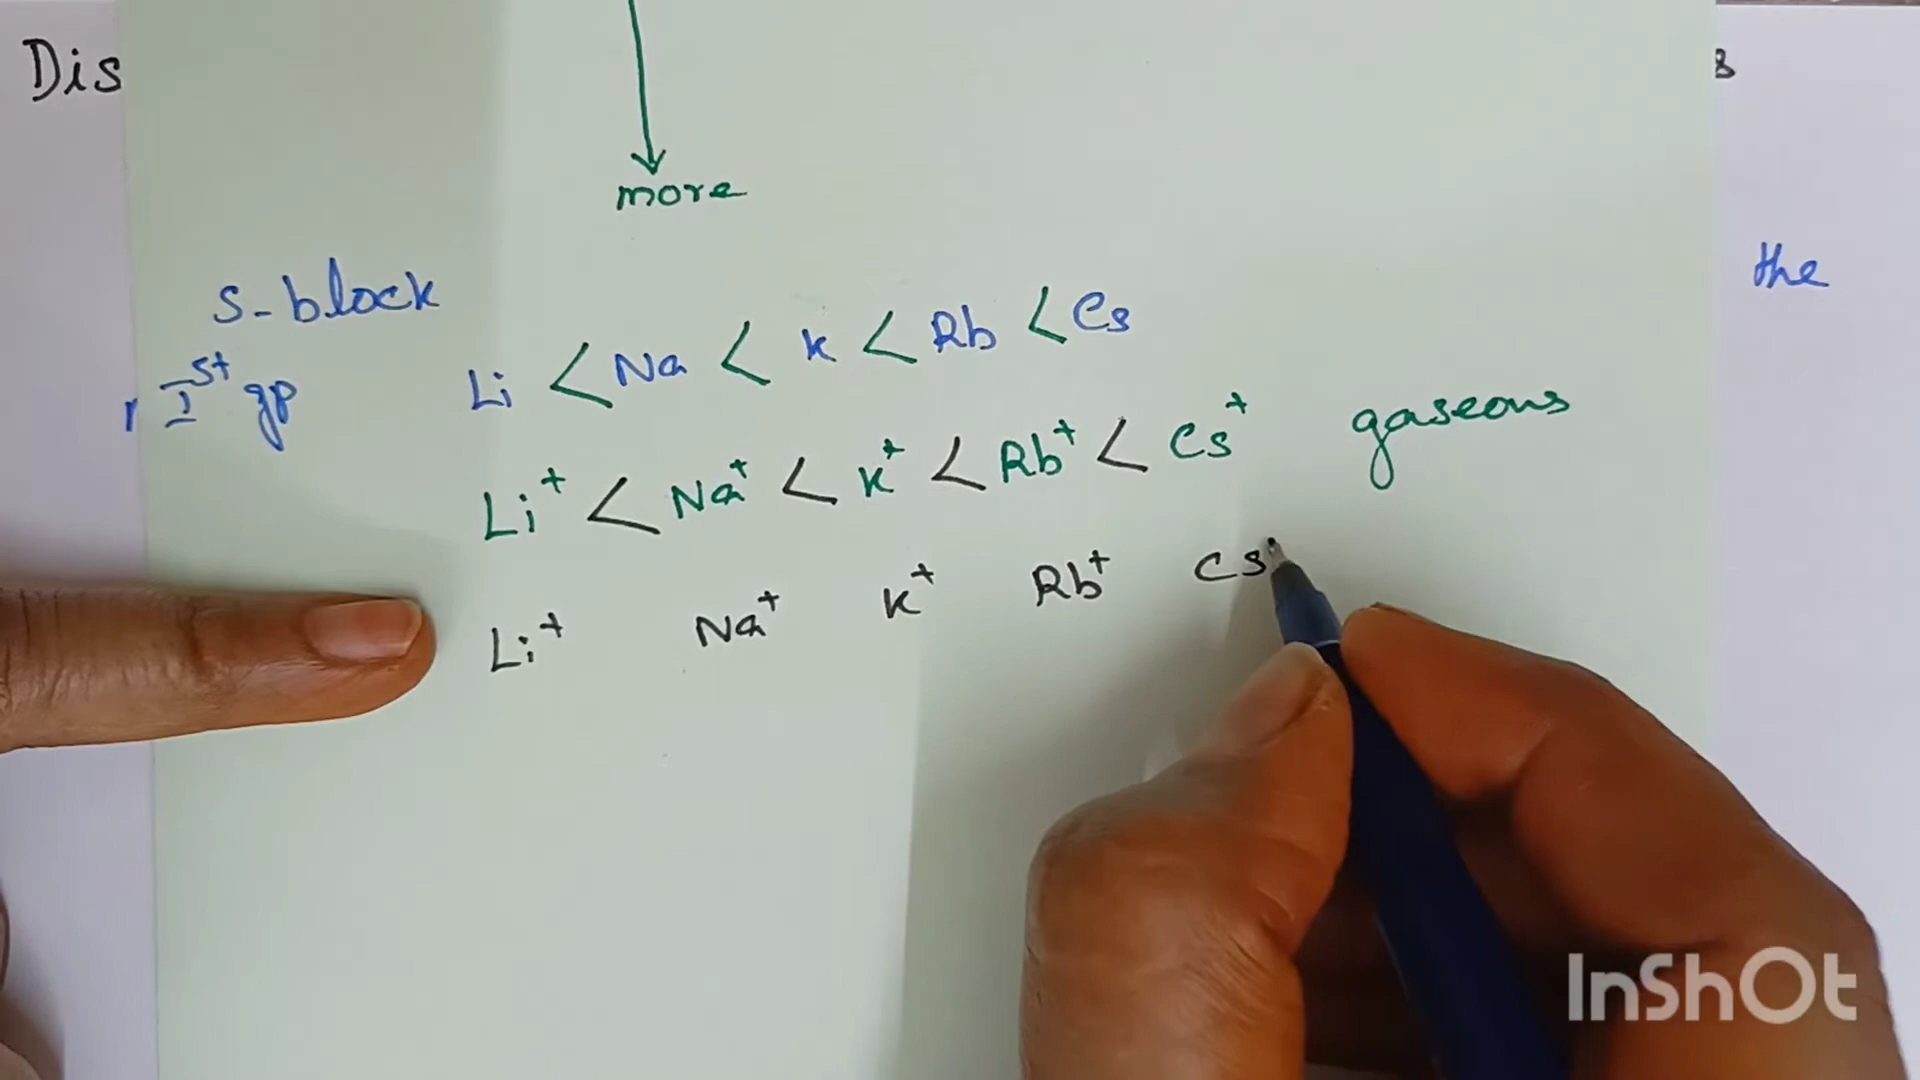 Dis
s
more
the
s-block
r Ist gp
Li < Na < K < Rb < Cs
Li+ < Na+ < K+ < Rb+ < Cs+ gaseous
Li+ Na+ K+ Rb+ Cs
InShOt